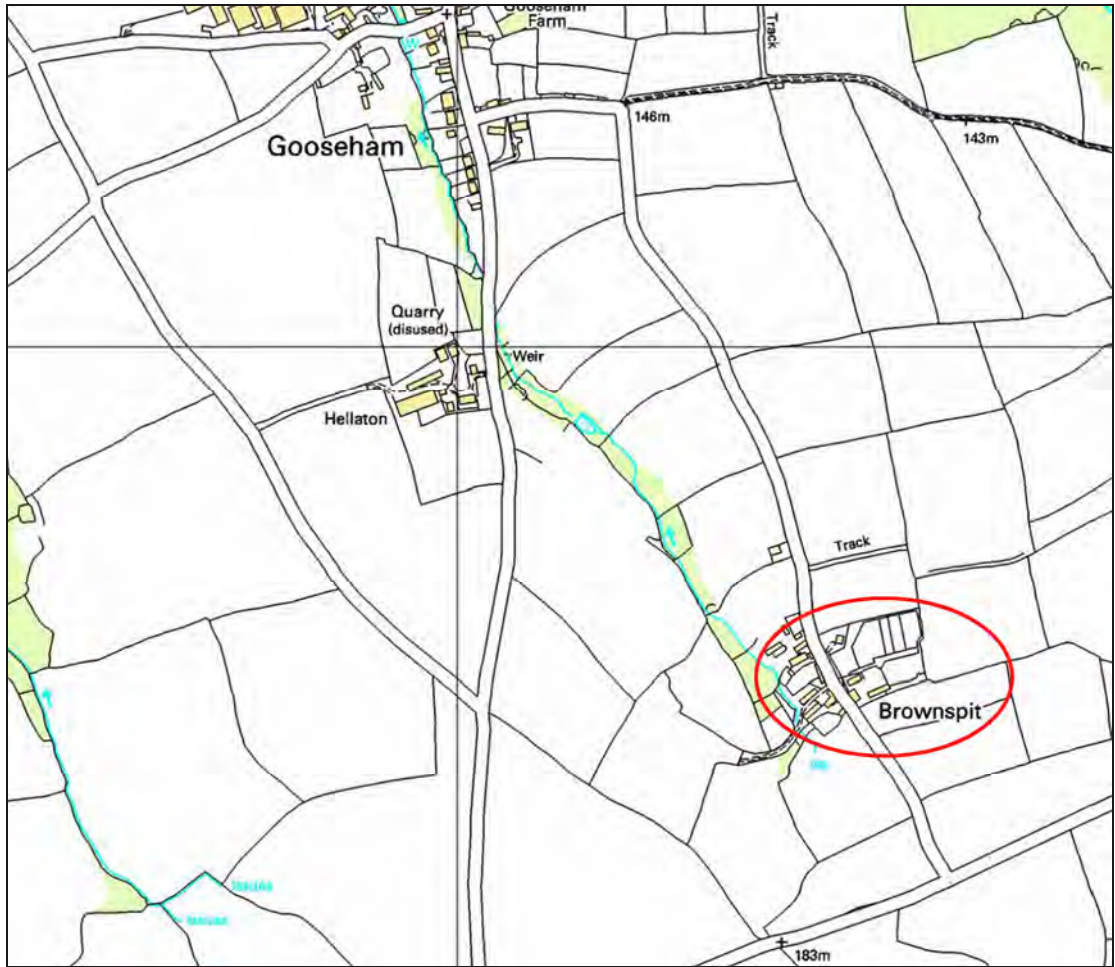 Gooseham
Farm
Track
146m
143m
Gooseham
Quarry
(disused)
Weir
Hellaton
Track
Brownspit
183m